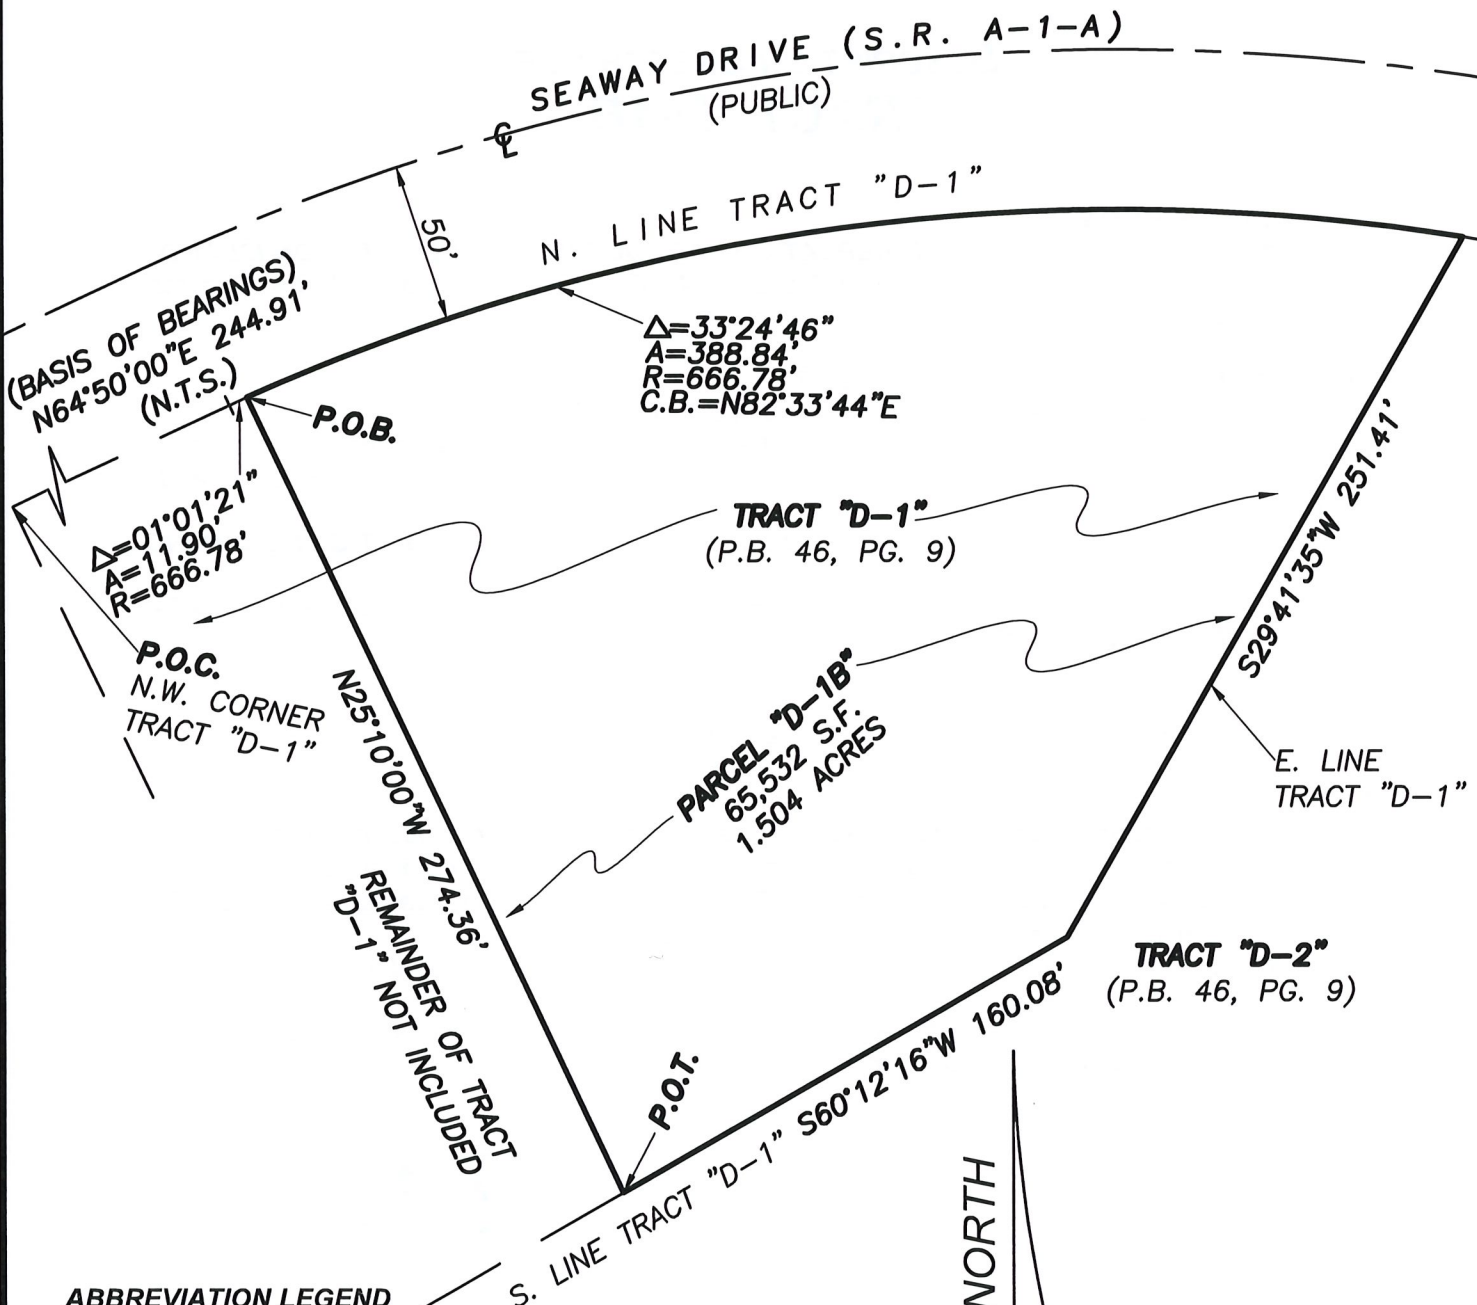 SEAWAY DRIVE (S.R. A-1-A)
(PUBLIC)
℄
N. LINE TRACT "D-1"
50'
(BASIS OF BEARINGS)
N64°50'00"E 244.91'
(N.T.S.)
Δ=33°24'46"
A=388.84'
R=666.78'
C.B.=N82°33'44"E
P.O.B.
Δ=01°01'21"
A=11.90'
R=666.78'
TRACT "D-1"
(P.B. 46, PG. 9)
S29°41'35"W 251.41'
P.O.C.
N.W. CORNER
TRACT "D-1"
N25°10'00"W 274.36'
PARCEL "D-1B"
65,532 S.F.
1.504 ACRES
E. LINE
TRACT "D-1"
REMAINDER OF TRACT
"D-1" NOT INCLUDED
TRACT "D-2"
(P.B. 46, PG. 9)
P.O.T.
S60°12'16"W 160.08'
S. LINE TRACT "D-1"
NORTH
ABBREVIATION LEGEND